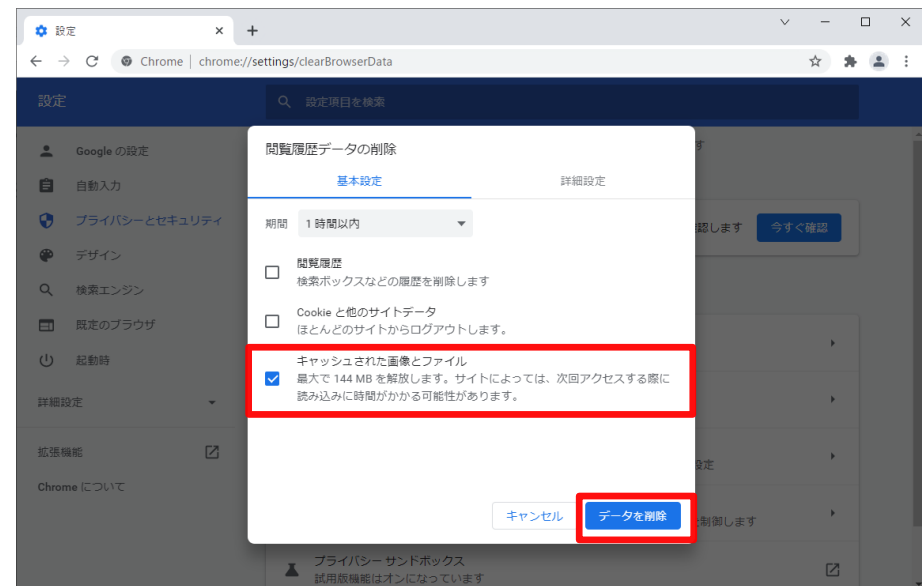 設定
Chrome | chrome://settings/clearBrowserData
設定
設定項目を検索
Google の設定
自動入力
プライバシーとセキュリティ
デザイン
検索エンジン
既定のブラウザ
起動時
詳細設定
拡張機能
Chrome について
閲覧履歴データの削除
基本設定
詳細設定
期間
1 時間以内
閲覧履歴
検索ボックスなどの履歴を削除します
Cookie と他のサイトデータ
ほとんどのサイトからログアウトします。
キャッシュされた画像とファイル
最大で 144 MB を解放します。サイトによっては、次回アクセスする際に
読み込みに時間がかかる可能性があります。
キャンセル
データを削除
す
認します
今すぐ確認
設定
制御します
プライバシー サンドボックス
試用版機能はオンになっています